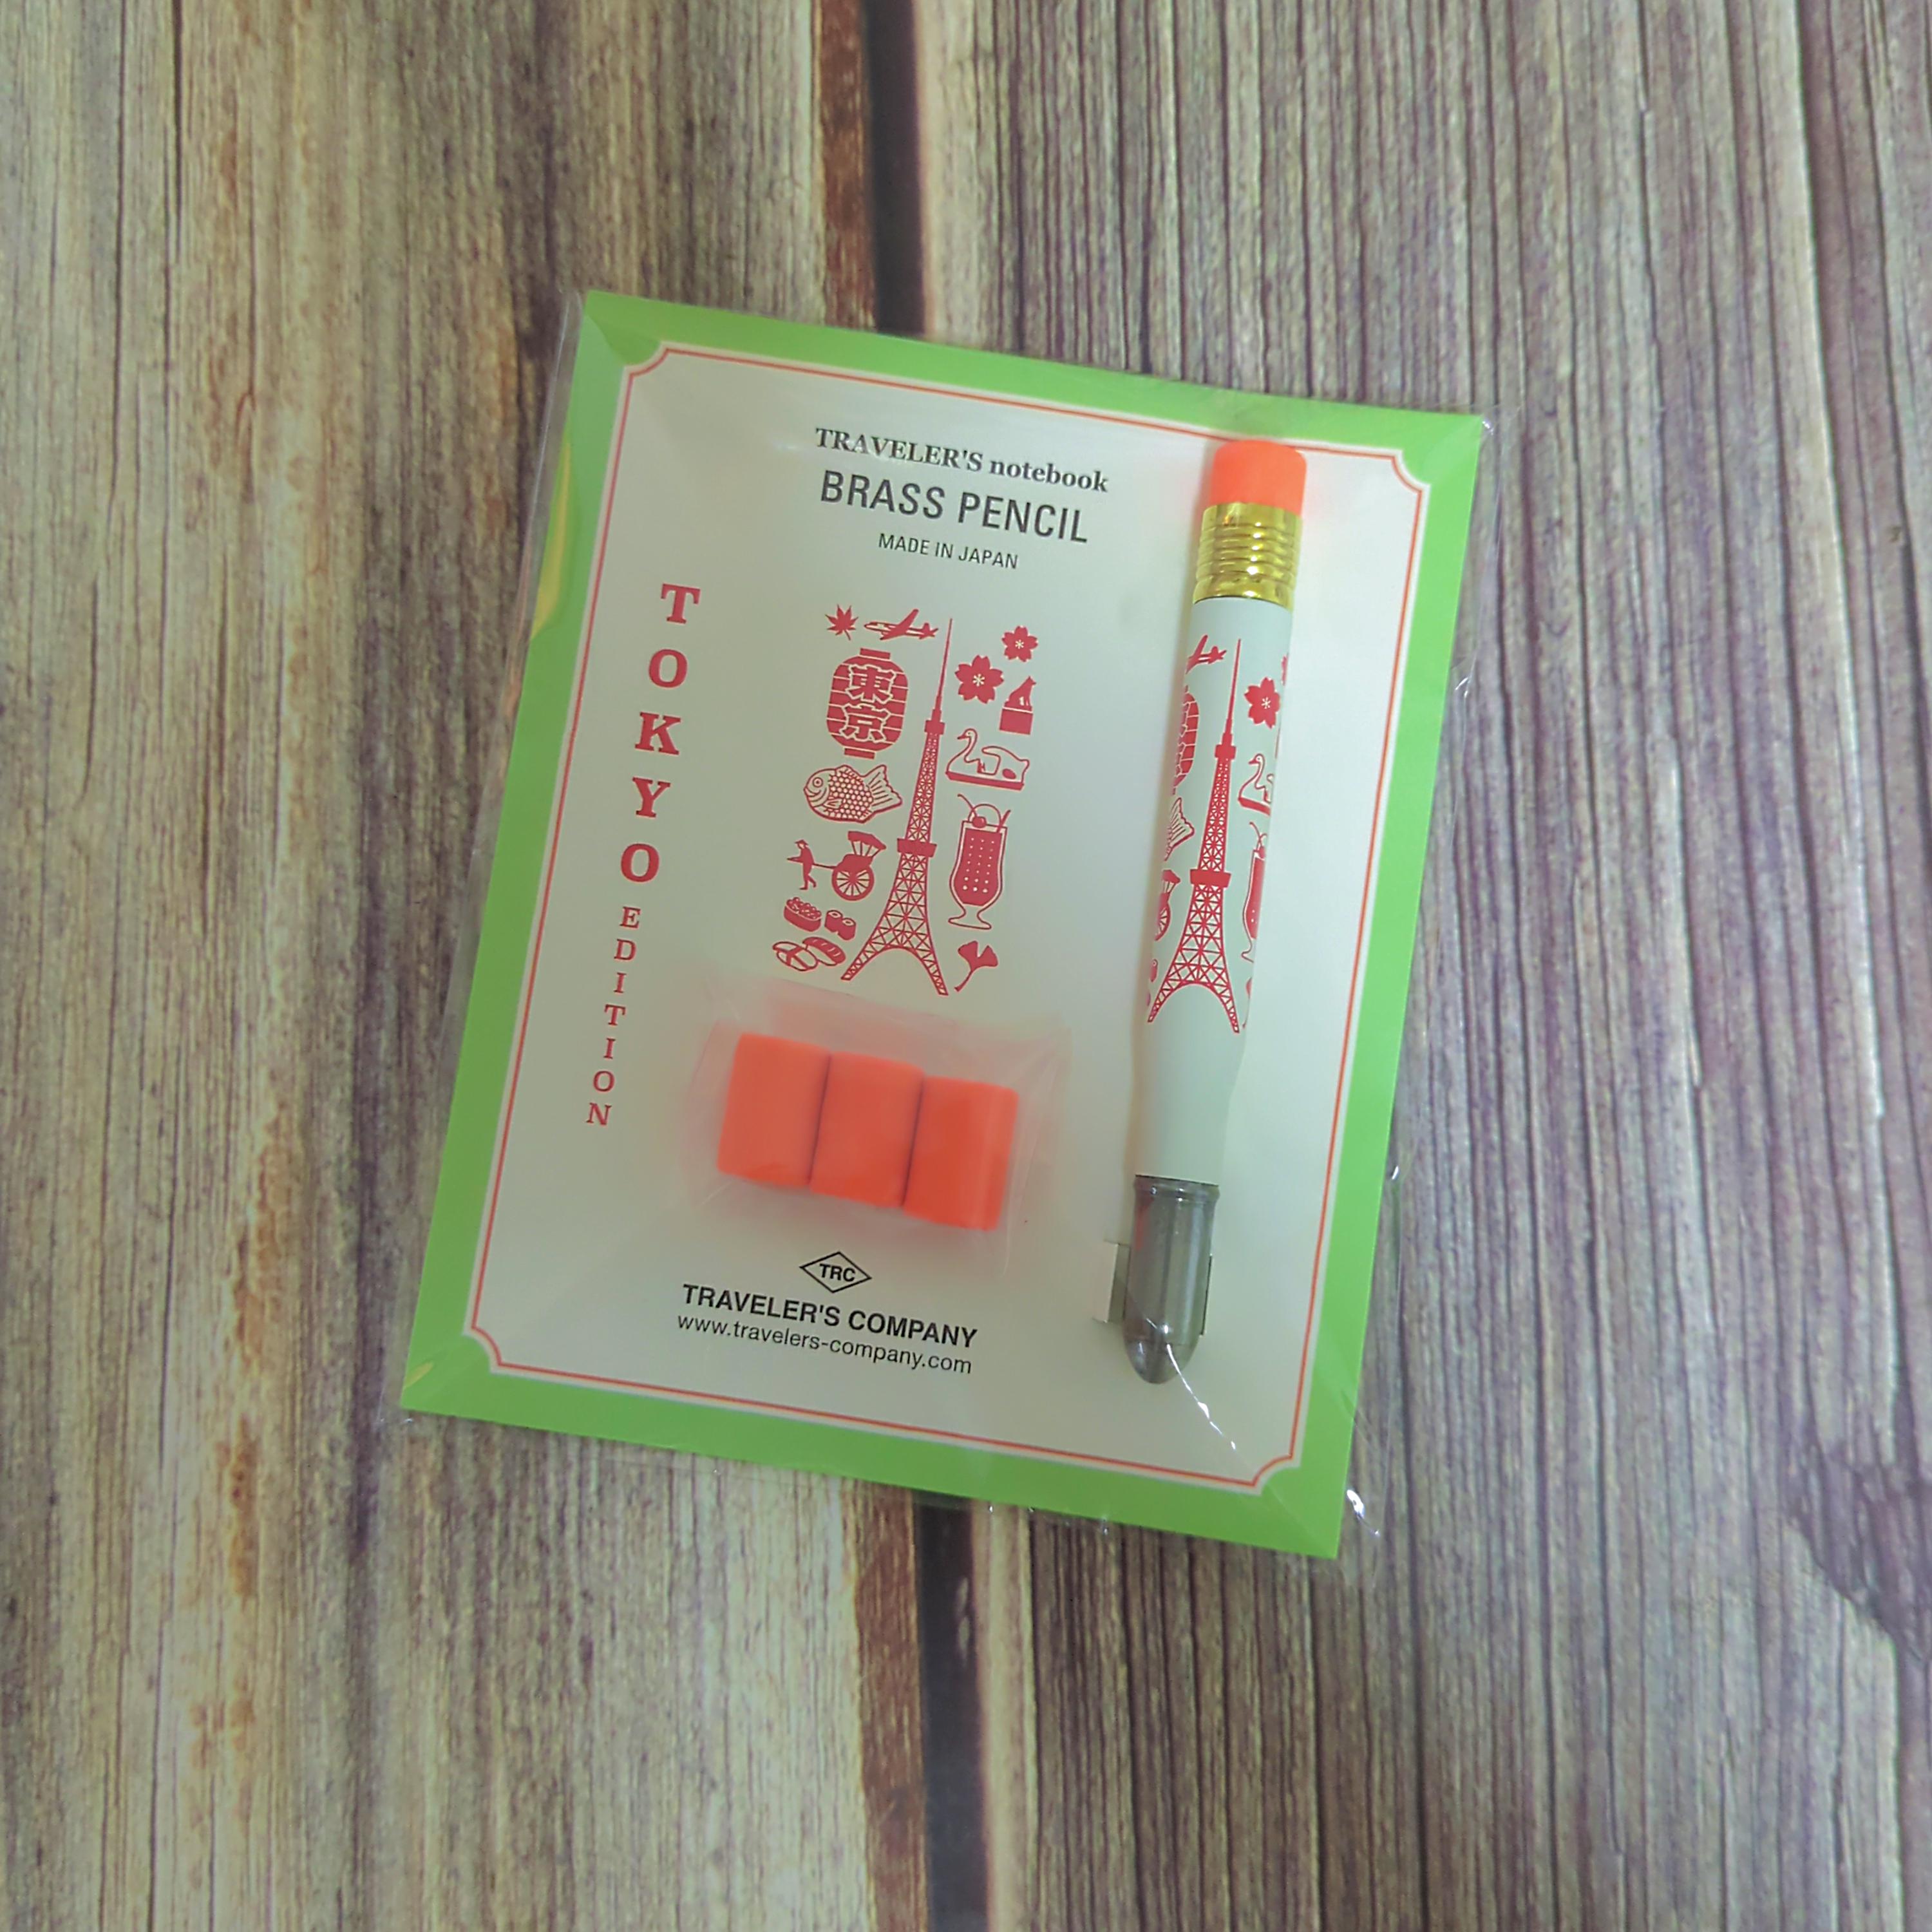 TRAVELER'S notebook
BRASS PENCIL
MADE IN JAPAN
TOKYO EDITION
東京
TRC
TRAVELER'S COMPANY
www.travelers-company.com